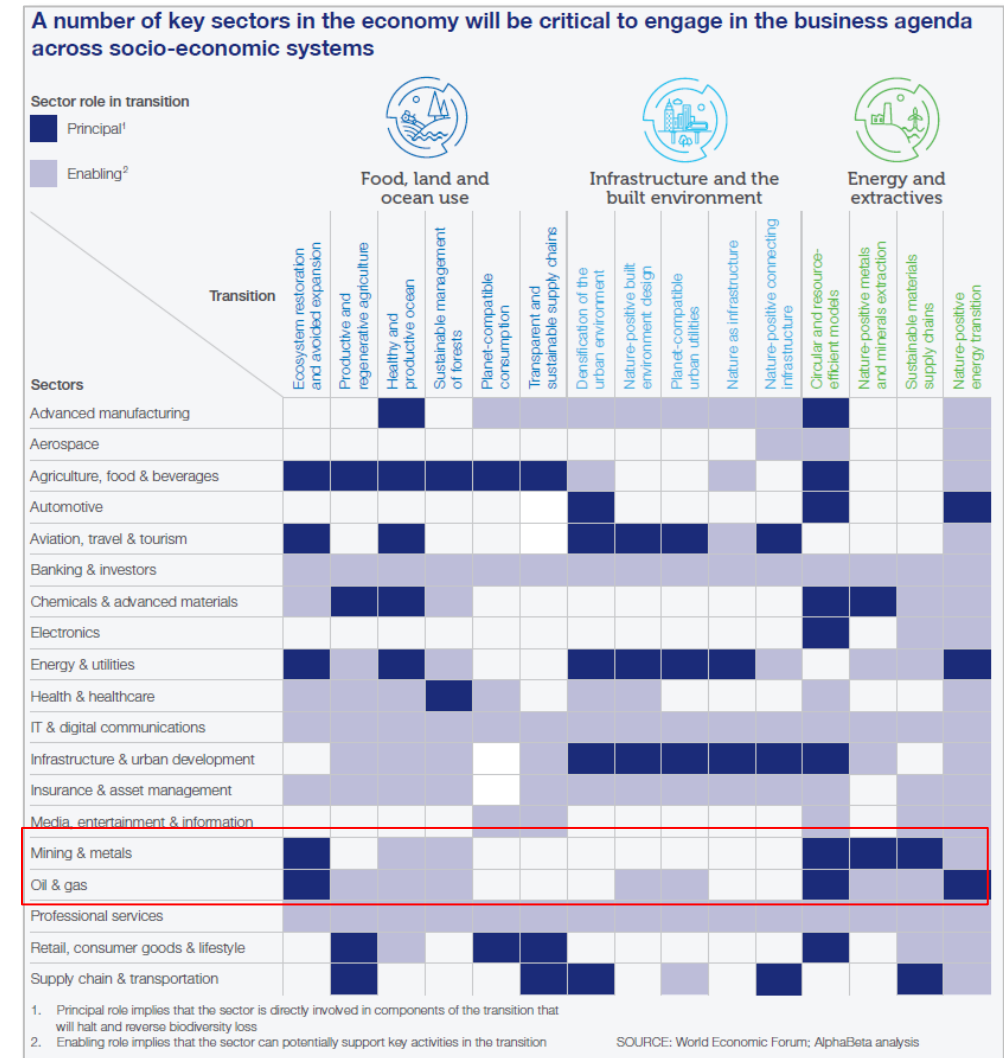 A number of key sectors in the economy will be critical to engage in the business agenda
across socio-economic systems
Sector role in transition
Principal¹
Enabling²
Food, land and
ocean use
Infrastructure and the
built environment
Energy and
extractives
Transition
Sectors
Ecosystem restoration
and avoided expansion
Productive and
regenerative agriculture
Healthy and
productive ocean
Sustainable management
of forests
Planet-compatible
consumption
Transparent and
sustainable supply chains
Densification of the
urban environment
Nature-positive built
environment design
Planet-compatible
urban utilities
Nature as infrastructure
Nature-positive connecting
infrastructure
Circular and resource-
efficient models
Nature-positive metals
and minerals extraction
Sustainable materials
supply chains
Nature-positive
energy transition
Advanced manufacturing
Aerospace
Agriculture, food & beverages
Automotive
Aviation, travel & tourism
Banking & investors
Chemicals & advanced materials
Electronics
Energy & utilities
Health & healthcare
IT & digital communications
Infrastructure & urban development
Insurance & asset management
Media, entertainment & information
Mining & metals
Oil & gas
Professional services
Retail, consumer goods & lifestyle
Supply chain & transportation
1. Principal role implies that the sector is directly involved in components of the transition that
will halt and reverse biodiversity loss
2. Enabling role implies that the sector can potentially support key activities in the transition
SOURCE: World Economic Forum; AlphaBeta analysis